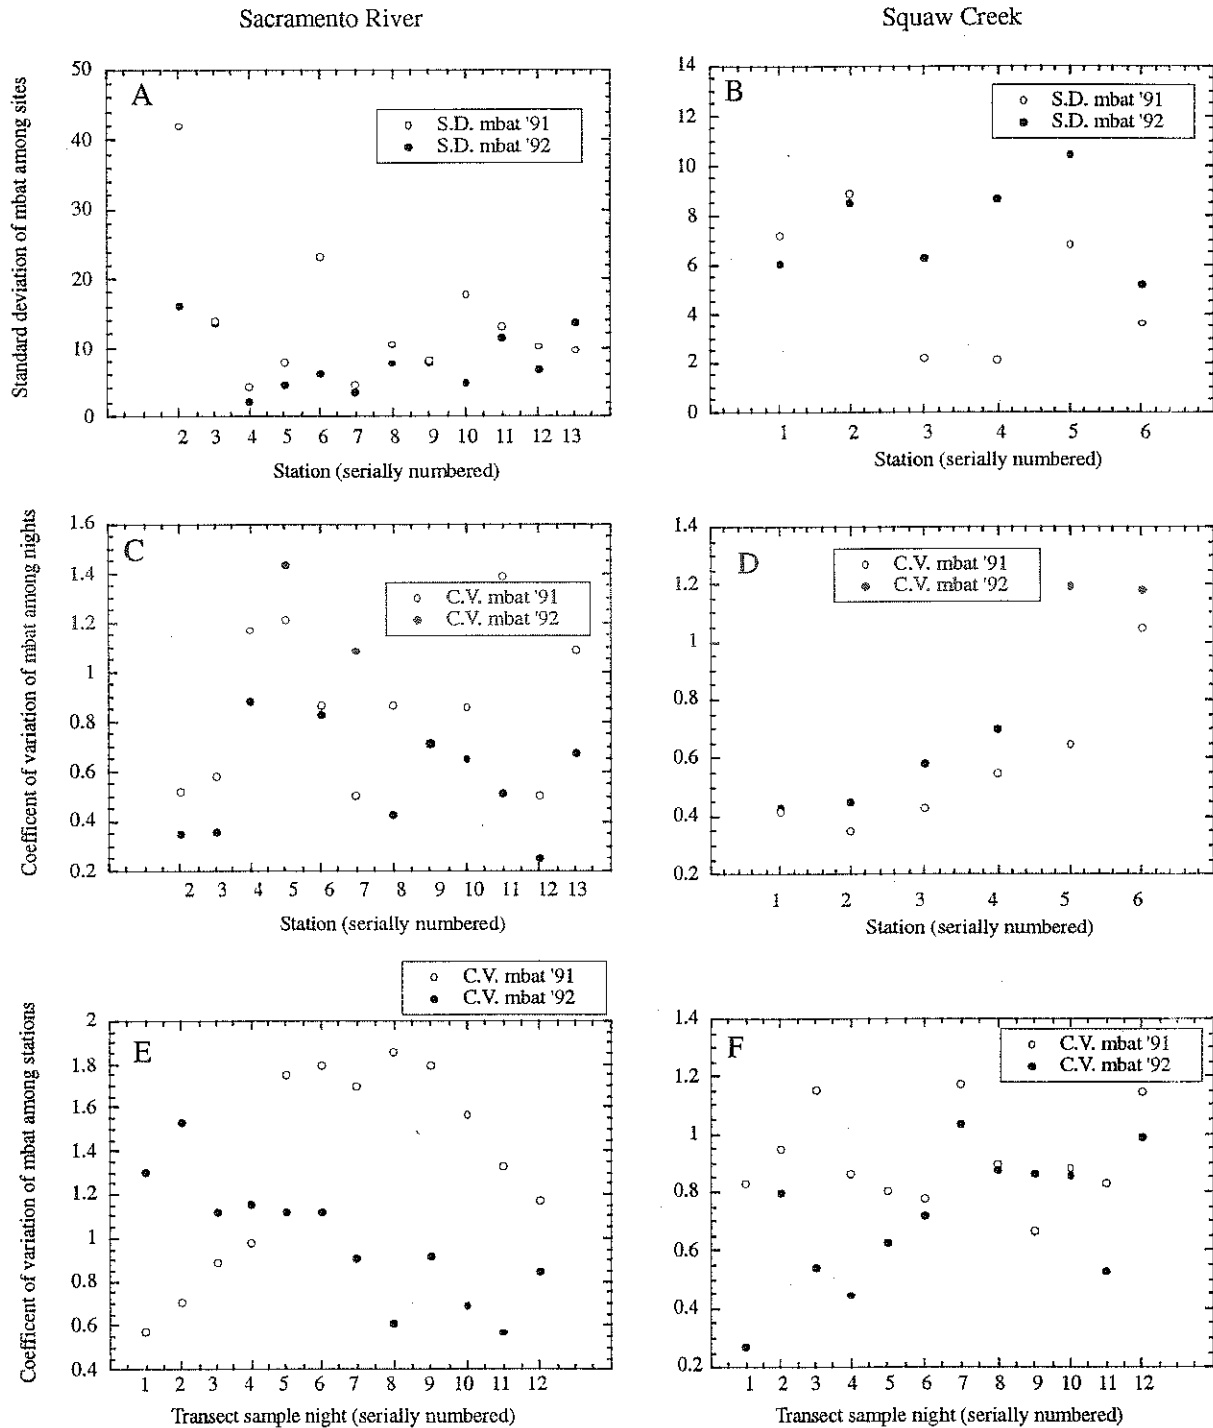 Sacramento River
Squaw Creek
Standard deviation of mbat among sites
50
40
30
20
10
0
A
S.D. mbat '91
S.D. mbat '92
2 3 4 5 6 7 8 9 10 11 12 13
Station (serially numbered)
14
12
10
8
6
4
2
0
B
S.D. mbat '91
S.D. mbat '92
1 2 3 4 5 6
Station (serially numbered)
Coefficent of variation of mbat among nights
1.6
1.4
1.2
1
0.8
0.6
0.4
0.2
C
C.V. mbat '91
C.V. mbat '92
2 3 4 5 6 7 8 9 10 11 12 13
Station (serially numbered)
1.4
1.2
1
0.8
0.6
0.4
0.2
D
C.V. mbat '91
C.V. mbat '92
1 2 3 4 5 6
Station (serially numbered)
Coefficent of variation of mbat among stations
C.V. mbat '91
C.V. mbat '92
2
1.8
1.6
1.4
1.2
1
0.8
0.6
0.4
E
1 2 3 4 5 6 7 8 9 10 11 12
Transect sample night (serially numbered)
1.4
1.2
1
0.8
0.6
0.4
0.2
F
C.V. mbat '91
C.V. mbat '92
1 2 3 4 5 6 7 8 9 10 11 12
Transect sample night (serially numbered)